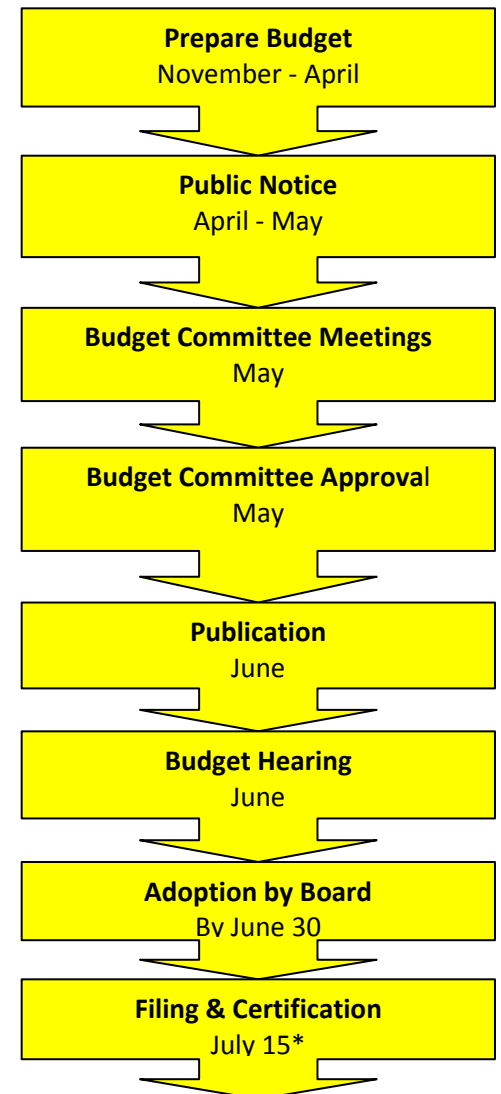 Prepare Budget
November - April
Public Notice
April - May
Budget Committee Meetings
May
Budget Committee Approval
May
Publication
June
Budget Hearing
June
Adoption by Board
By June 30
Filing & Certification
July 15*